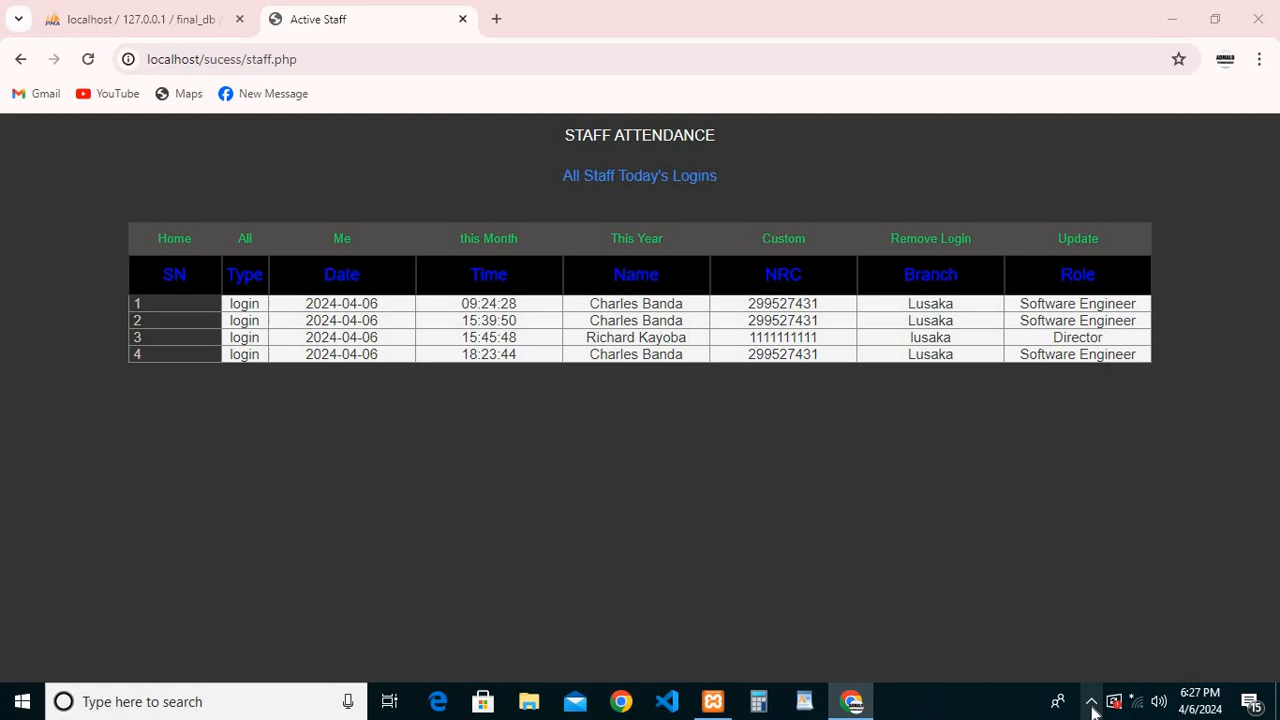 localhost / 127.0.0.1 / final_db
Active Staff
localhost/sucess/staff.php
Gmail YouTube Maps New Message
STAFF ATTENDANCE
All Staff Today's Logins
Home All Me this Month This Year Custom Remove Login Update
SN Type Date Time Name NRC Branch Role
1 login 2024-04-06 09:24:28 Charles Banda 299527431 Lusaka Software Engineer
2 login 2024-04-06 15:39:50 Charles Banda 299527431 Lusaka Software Engineer
3 login 2024-04-06 15:45:48 Richard Kayoba 1111111111 lusaka Director
4 login 2024-04-06 18:23:44 Charles Banda 299527431 Lusaka Software Engineer
Type here to search
6:27 PM
4/6/2024
15